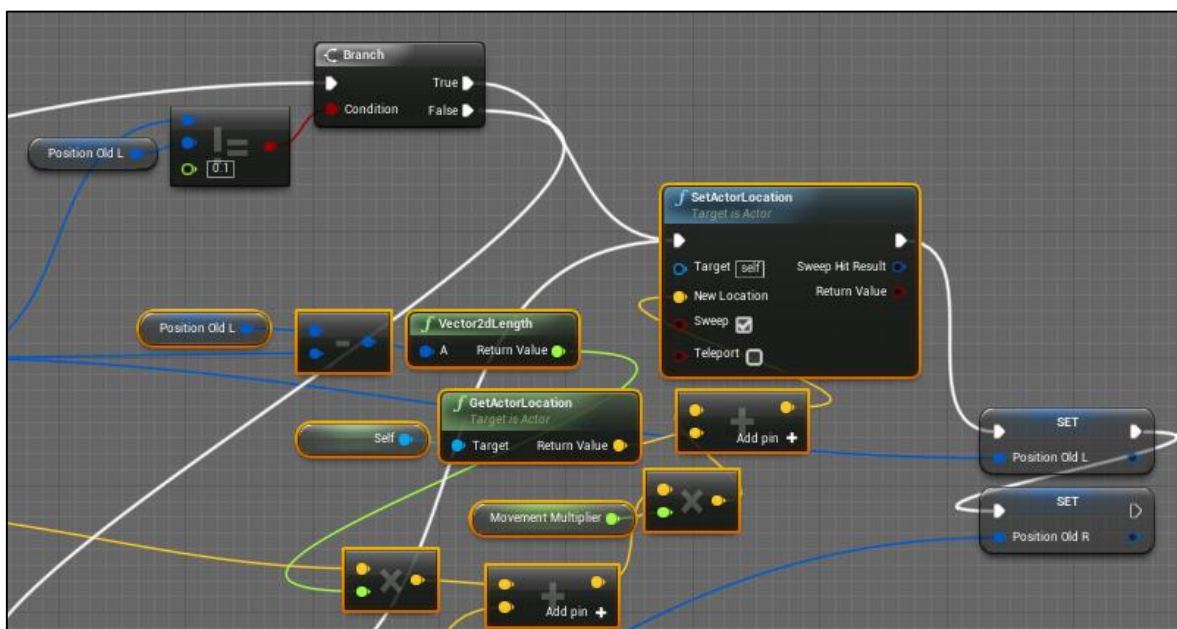 Branch
True
Condition
False
Position Old L
!=
0.1
f SetActorLocation
Target is Actor
Target self
Sweep Hit Result
New Location
Return Value
Sweep
Teleport
Position Old L
-
f Vector2dLength
A
Return Value
f GetActorLocation
Target is Actor
Self
Target
Return Value
+
Add pin +
SET
Position Old L
SET
Position Old R
Movement Multiplier
×
×
+
Add pin +